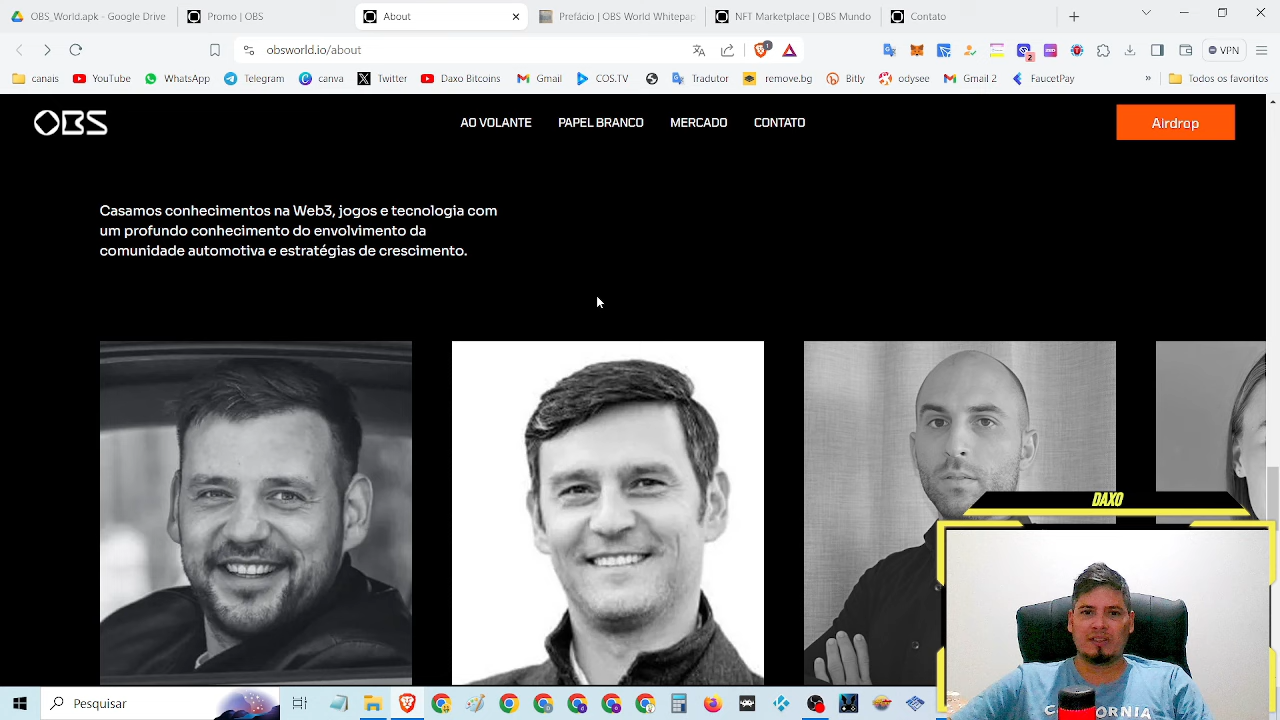 OBS_World.apk - Google Drive
Promo | OBS
About
Prefácio | OBS World Whitepap
NFT Marketplace | OBS Mundo
Contato
obsworld.io/about
1
2
VPN
canais
YouTube
WhatsApp
Telegram
canva
Twitter
Daxo Bitcoins
Gmail
COS.TV
Tradutor
remove.bg
Bitly
odysee
Gmail 2
FaucetPay
»
Todos os favoritos
OBS
AO VOLANTE
PAPEL BRANCO
MERCADO
CONTATO
Airdrop
Casamos conhecimentos na Web3, jogos e tecnologia com
um profundo conhecimento do envolvimento da
comunidade automotiva e estratégias de crescimento.
DAXO
Pesquisar